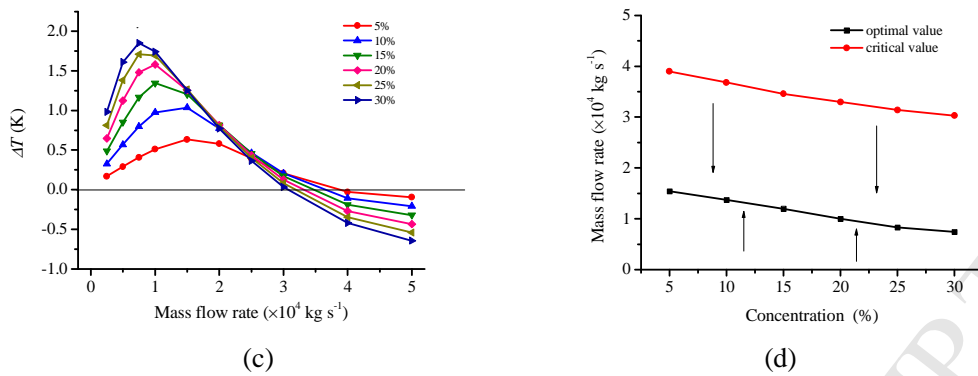 2.0
1.5
1.0
0.5
0.0
-0.5
-1.0
ΔT (K)
5%
10%
15%
20%
25%
30%
0 1 2 3 4 5
Mass flow rate (×10⁴ kg s⁻¹)
(c)
5
4
3
2
1
0
Mass flow rate (×10⁴ kg s⁻¹)
optimal value
critical value
5 10 15 20 25 30
Concentration (%)
(d)